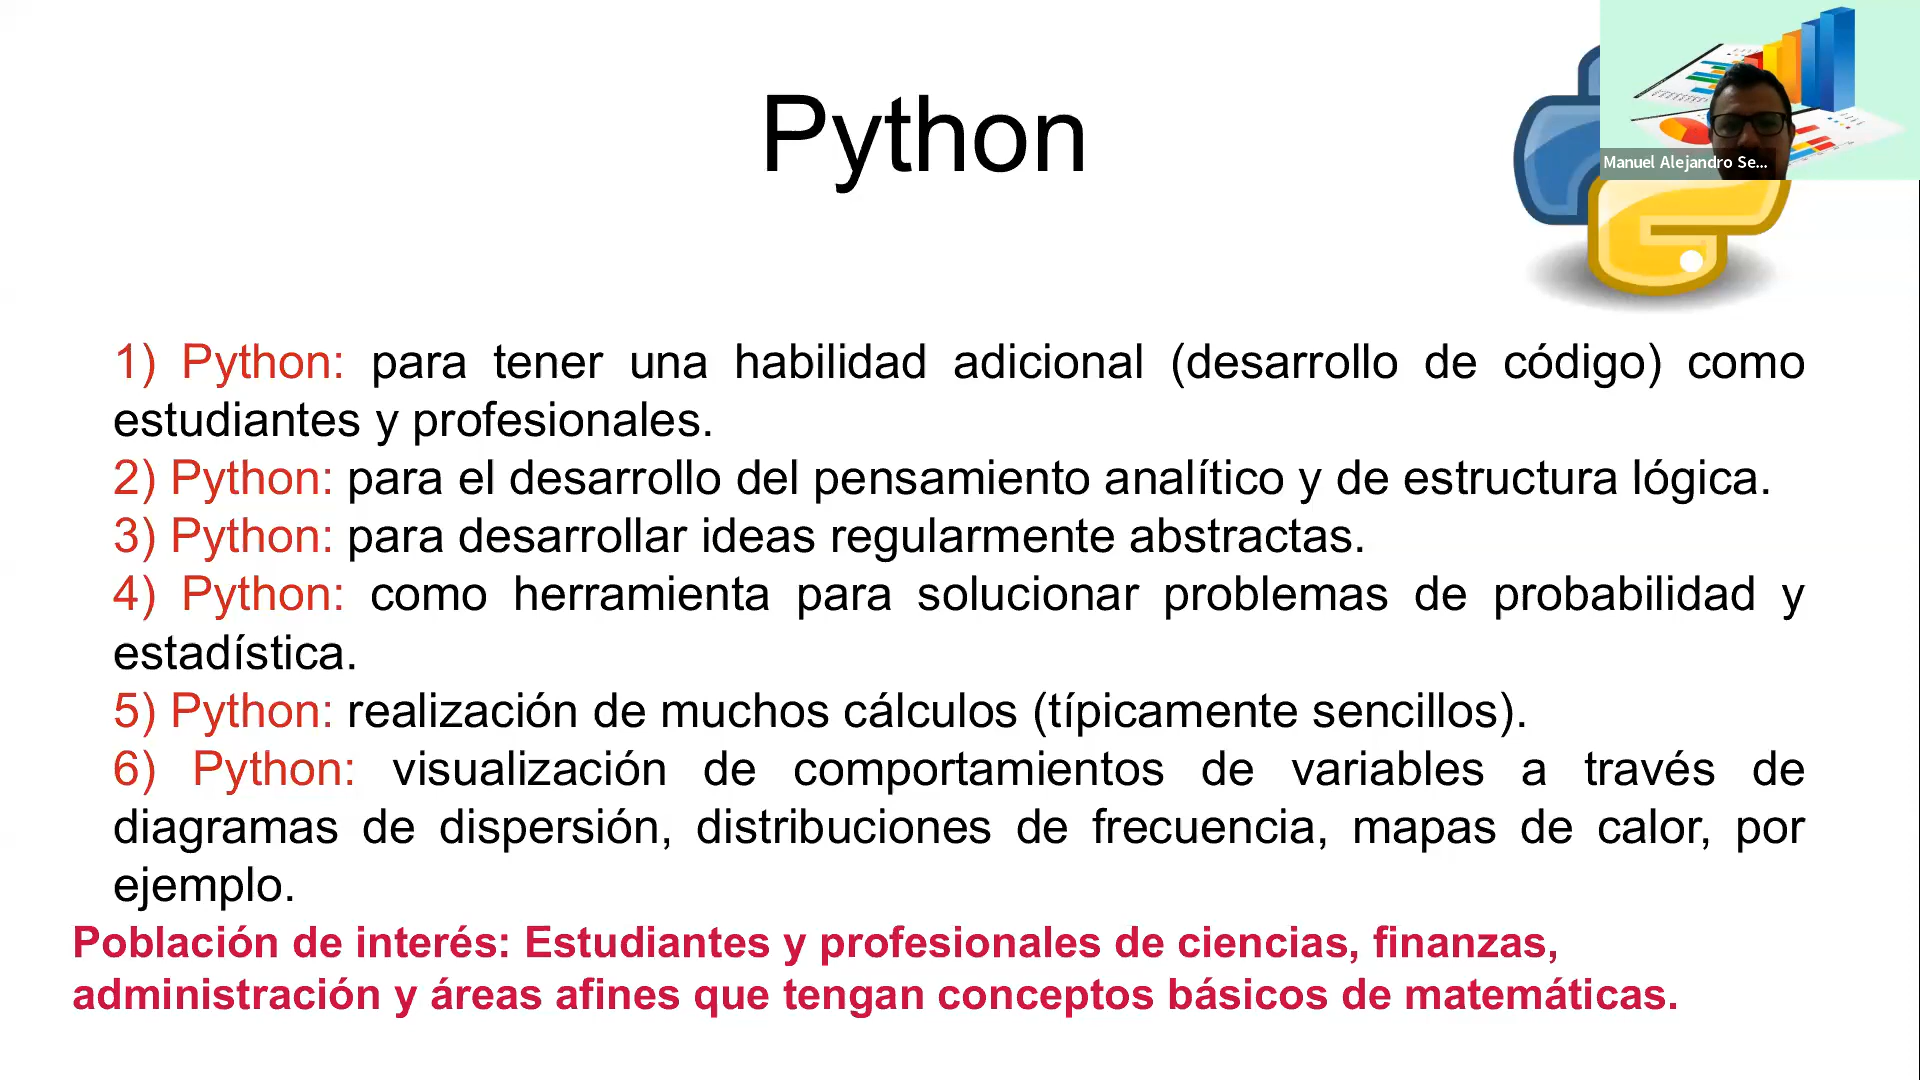 Python
Manuel Alejandro Se...
1) Python: para tener una habilidad adicional (desarrollo de código) como
estudiantes y profesionales.
2) Python: para el desarrollo del pensamiento analítico y de estructura lógica.
3) Python: para desarrollar ideas regularmente abstractas.
4) Python: como herramienta para solucionar problemas de probabilidad y
estadística.
5) Python: realización de muchos cálculos (típicamente sencillos).
6) Python: visualización de comportamientos de variables a través de
diagramas de dispersión, distribuciones de frecuencia, mapas de calor, por
ejemplo.
Población de interés: Estudiantes y profesionales de ciencias, finanzas,
administración y áreas afines que tengan conceptos básicos de matemáticas.